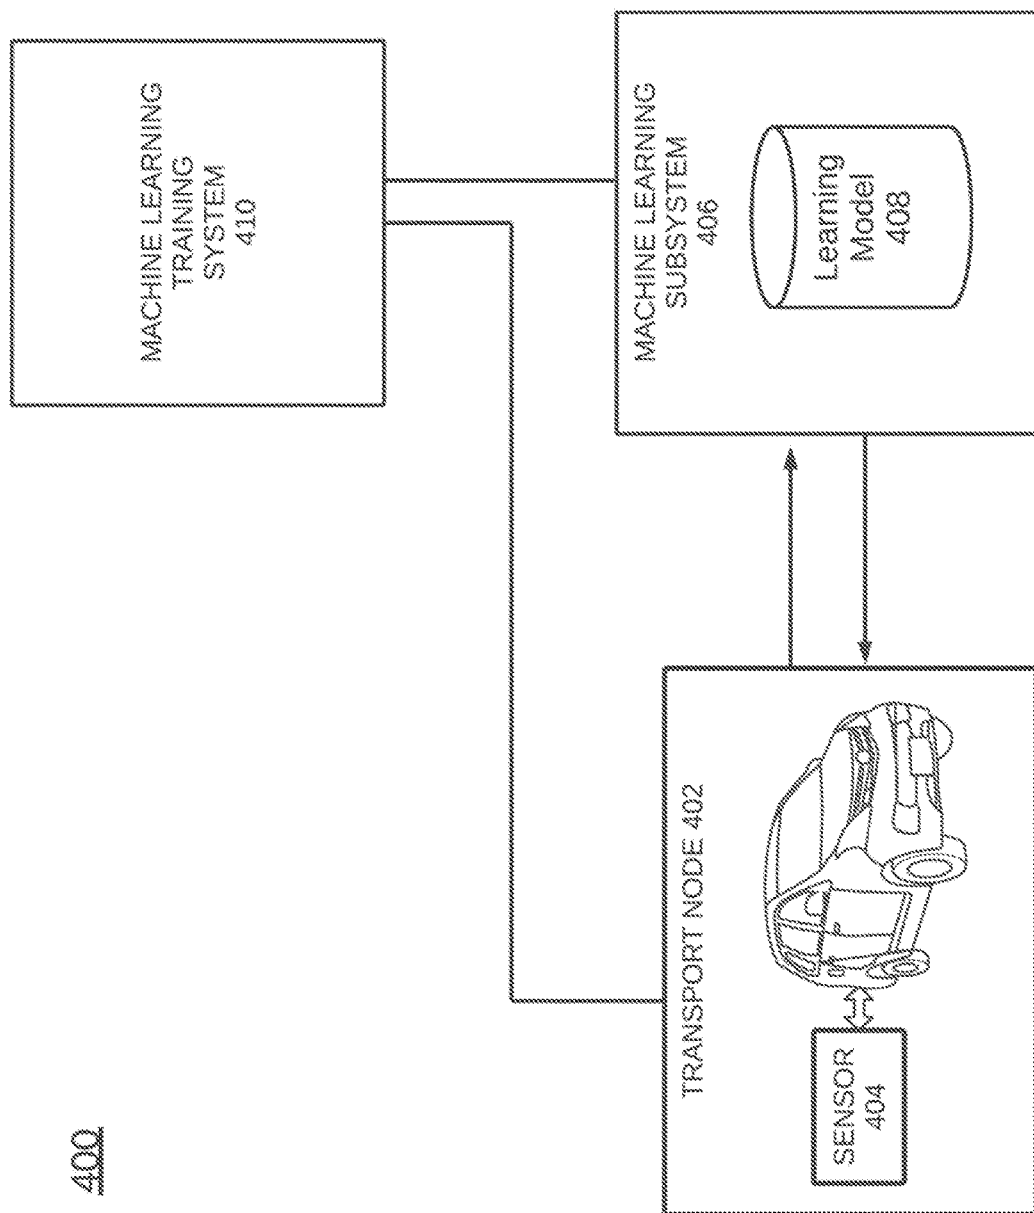 400
MACHINE LEARNING
TRAINING
SYSTEM
410
TRANSPORT NODE 402
SENSOR
404
MACHINE LEARNING
SUBSYSTEM
406
Learning
Model
408